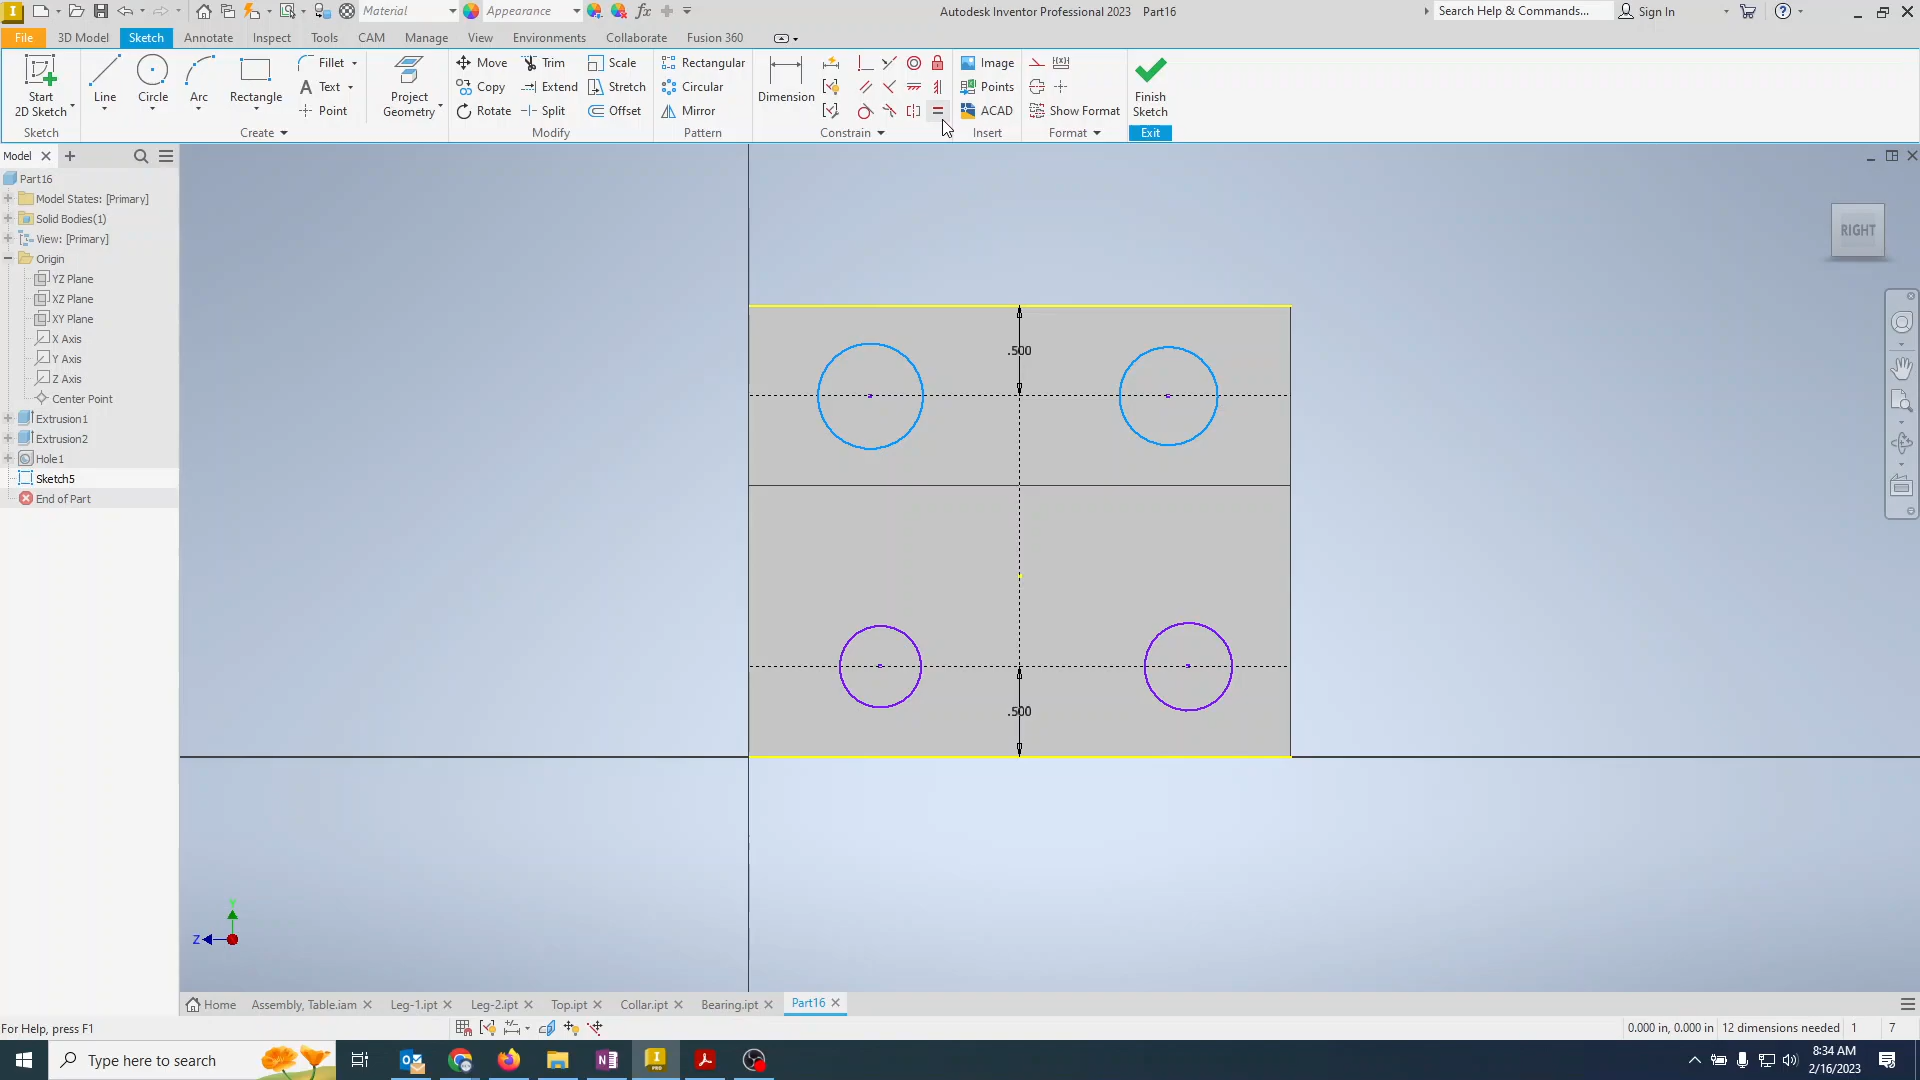 Material
Appearance
fx
Autodesk Inventor Professional 2023 Part16
Search Help & Commands...
Sign In
File 3D Model Sketch Annotate Inspect Tools CAM Manage View Environments Collaborate Fusion 360
Start
2D Sketch
Line
Circle
Arc
Rectangle
Fillet
Text
Point
Project
Geometry
Move
Copy
Rotate
Trim
Extend
Split
Scale
Stretch
Offset
Rectangular
Circular
Mirror
Dimension
Image
Points
ACAD
Show Format
Finish
Sketch
Sketch Create Modify Pattern Constrain Insert Format Exit
Model
Part16
Model States: [Primary]
Solid Bodies(1)
View: [Primary]
Origin
YZ Plane
XZ Plane
XY Plane
X Axis
Y Axis
Z Axis
Center Point
Extrusion1
Extrusion2
Hole1
Sketch5
End of Part
RIGHT
.500
.500
Y
Z
Home Assembly, Table.iam Leg-1.ipt Leg-2.ipt Top.ipt Collar.ipt Bearing.ipt Part16
For Help, press F1
0.000 in, 0.000 in 12 dimensions needed 1 7
Type here to search
8:34 AM
2/16/2023